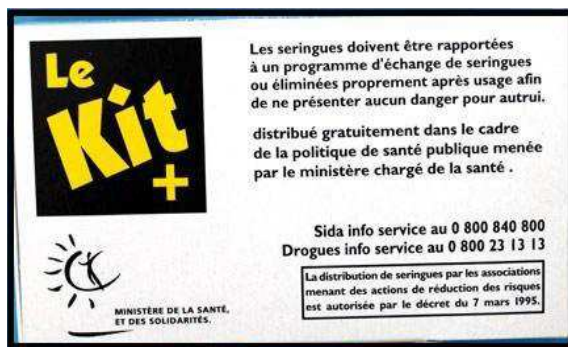 Le
Kit
+
Les seringues doivent être rapportées
à un programme d'échange de seringues
ou éliminées proprement après usage afin
de ne présenter aucun danger pour autrui.
distribué gratuitement dans le cadre
de la politique de santé publique menée
par le ministère chargé de la santé .
Sida info service au 0 800 840 800
Drogues info service au 0 800 23 13 13
La distribution de seringues par les associations
menant des actions de réduction des risques
est autorisée par le décret du 7 mars 1995.
MINISTÈRE DE LA SANTÉ,
ET DES SOLIDARITÉS.